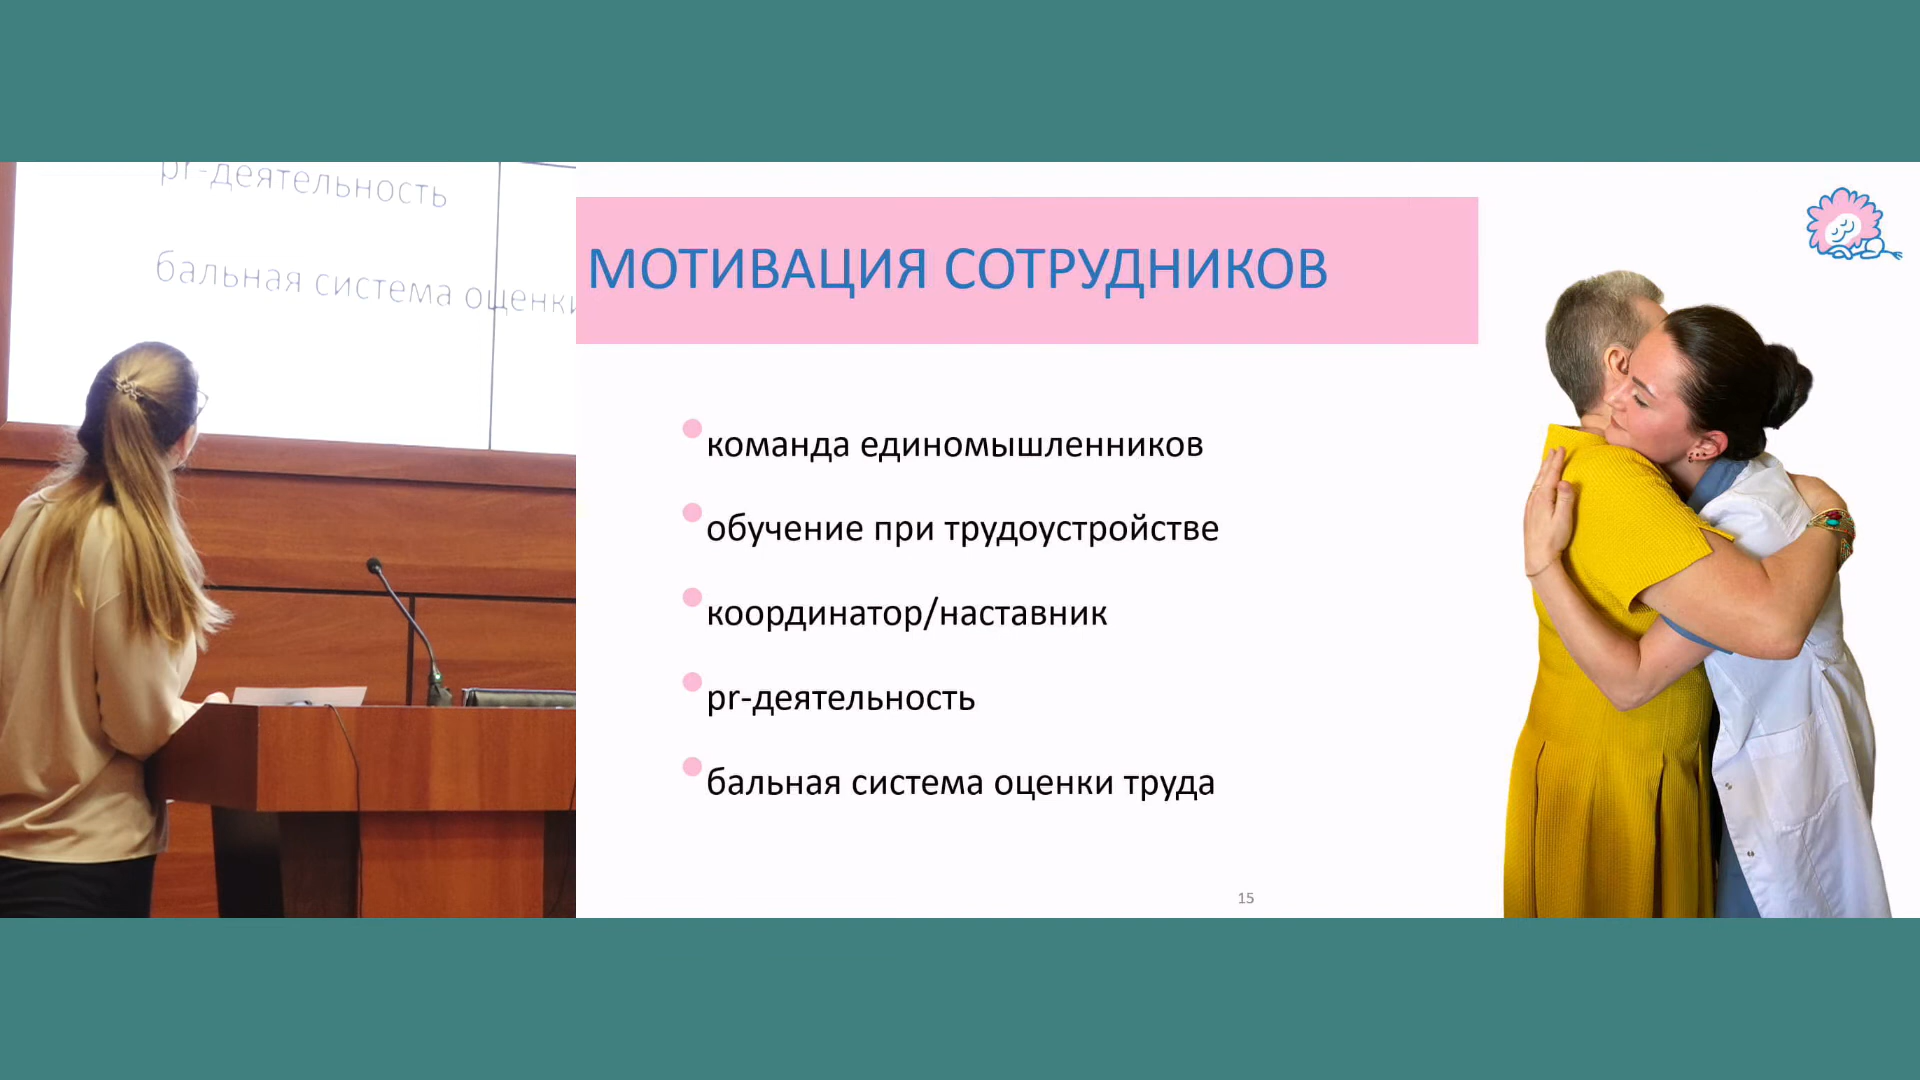 pr-деятельность
бальная система оценки
МОТИВАЦИЯ СОТРУДНИКОВ
команда единомышленников
обучение при трудоустройстве
координатор/наставник
pr-деятельность
бальная система оценки труда
15